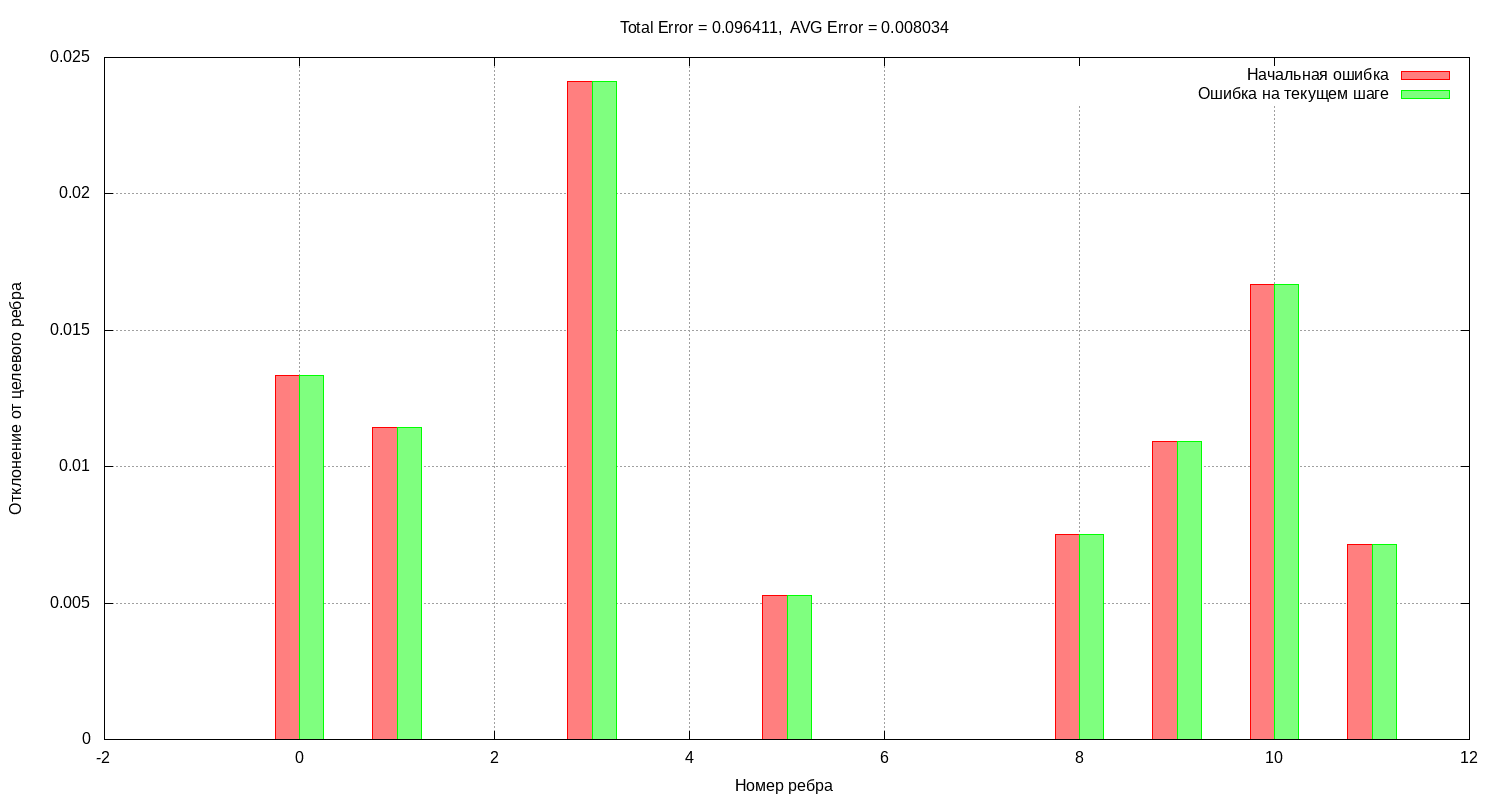 Total Error = 0.096411,  AVG Error = 0.008034
Начальная ошибка
Ошибка на текущем шаге
Отклонение от целевого ребра
0.025
0.02
0.015
0.01
0.005
0
-2 0 2 4 6 8 10 12
Номер ребра